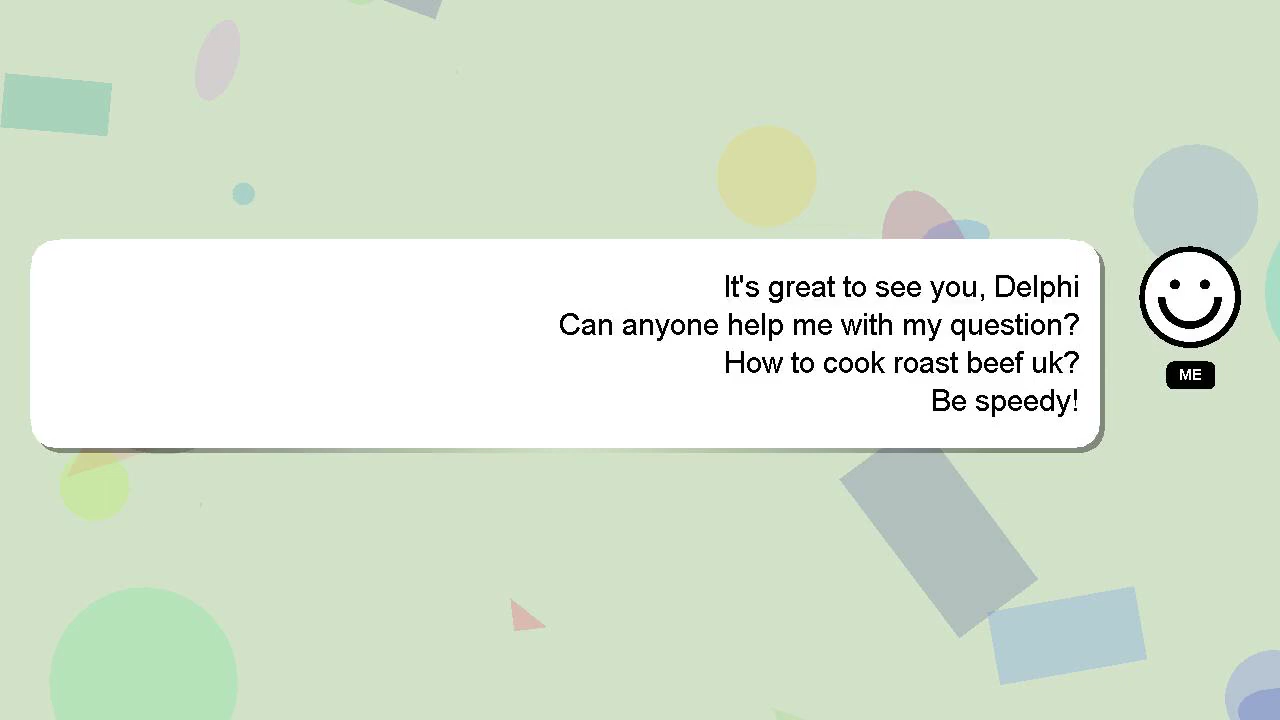 It's great to see you, Delphi
Can anyone help me with my question?
How to cook roast beef uk?
Be speedy!
ME